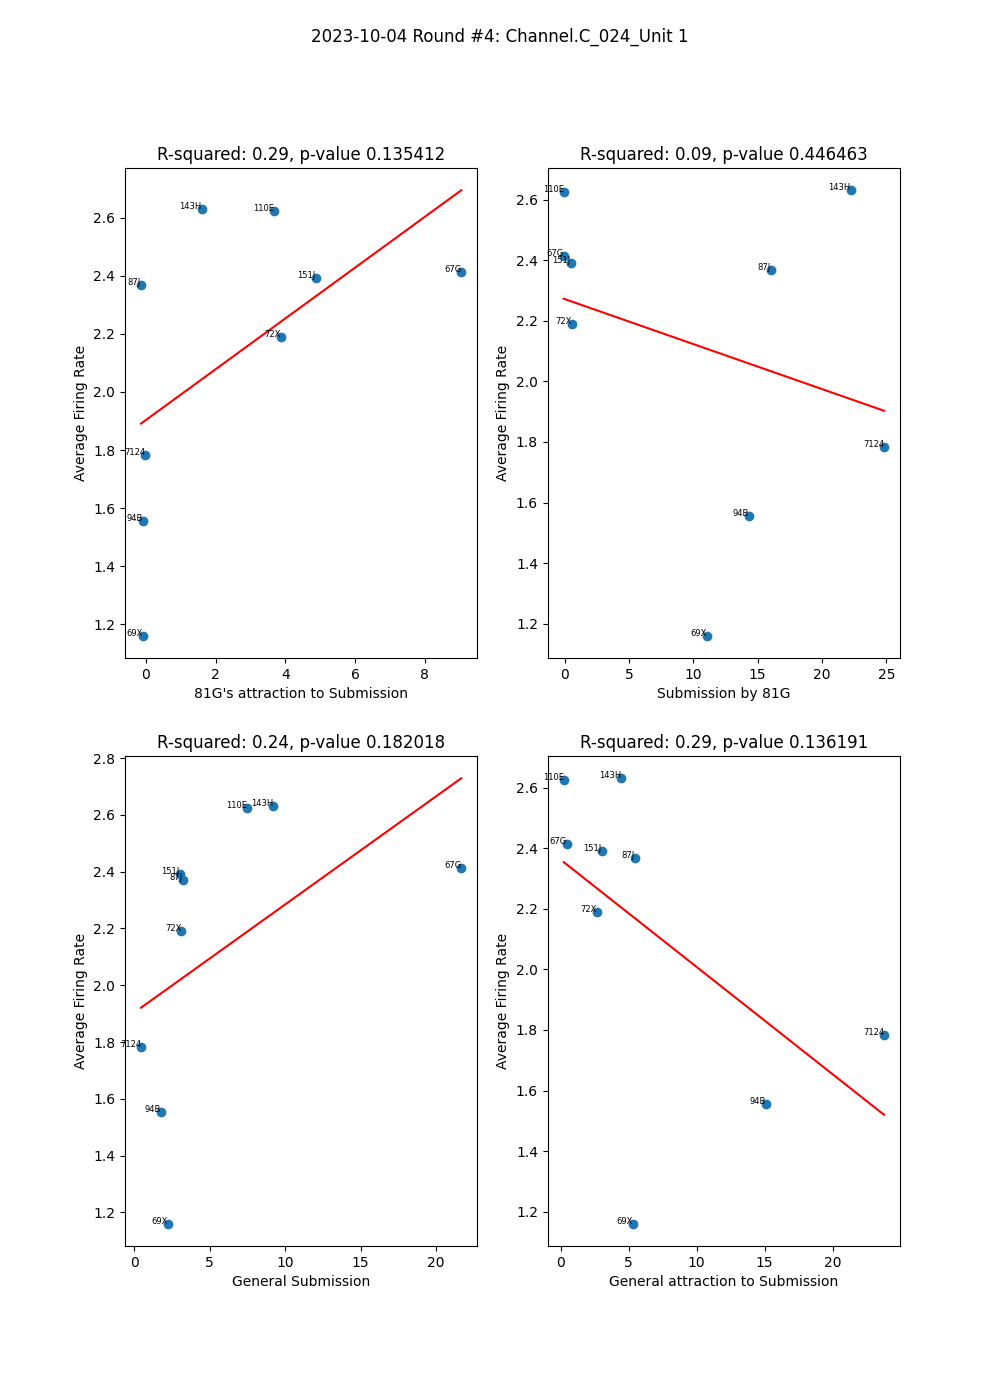 2023-10-04 Round #4: Channel.C_024_Unit 1
R-squared: 0.29, p-value 0.135412
2.6
2.4
2.2
2.0
1.8
1.6
1.4
1.2
Average Firing Rate
143H
110E
67G
151J
87J
72X
7124
94B
69X
0 2 4 6 8
81G's attraction to Submission
R-squared: 0.09, p-value 0.446463
2.6
2.4
2.2
2.0
1.8
1.6
1.4
1.2
Average Firing Rate
110E
143H
67G
151J
87J
72X
7124
94B
69X
0 5 10 15 20 25
Submission by 81G
R-squared: 0.24, p-value 0.182018
2.8
2.6
2.4
2.2
2.0
1.8
1.6
1.4
1.2
Average Firing Rate
110E
143H
67G
151J
87J
72X
7124
94B
69X
0 5 10 15 20
General Submission
R-squared: 0.29, p-value 0.136191
2.6
2.4
2.2
2.0
1.8
1.6
1.4
1.2
Average Firing Rate
110E
143H
67G
151J
87J
72X
7124
94B
69X
0 5 10 15 20
General attraction to Submission